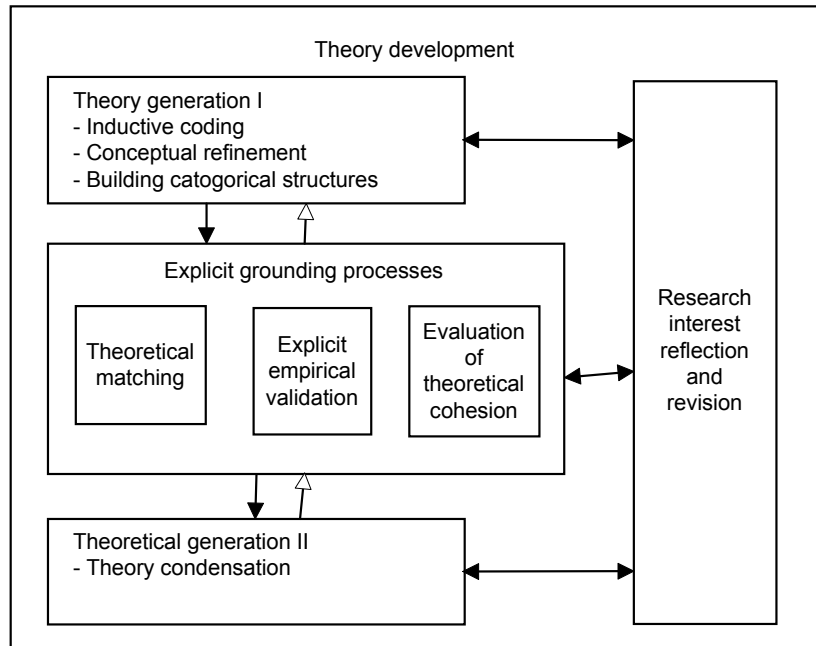 Theory development
Theory generation I
- Inductive coding
- Conceptual refinement
- Building catogorical structures
Explicit grounding processes
Theoretical
matching
Explicit
empirical
validation
Evaluation
of
theoretical
cohesion
Research
interest
reflection
and
revision
Theoretical generation II
- Theory condensation